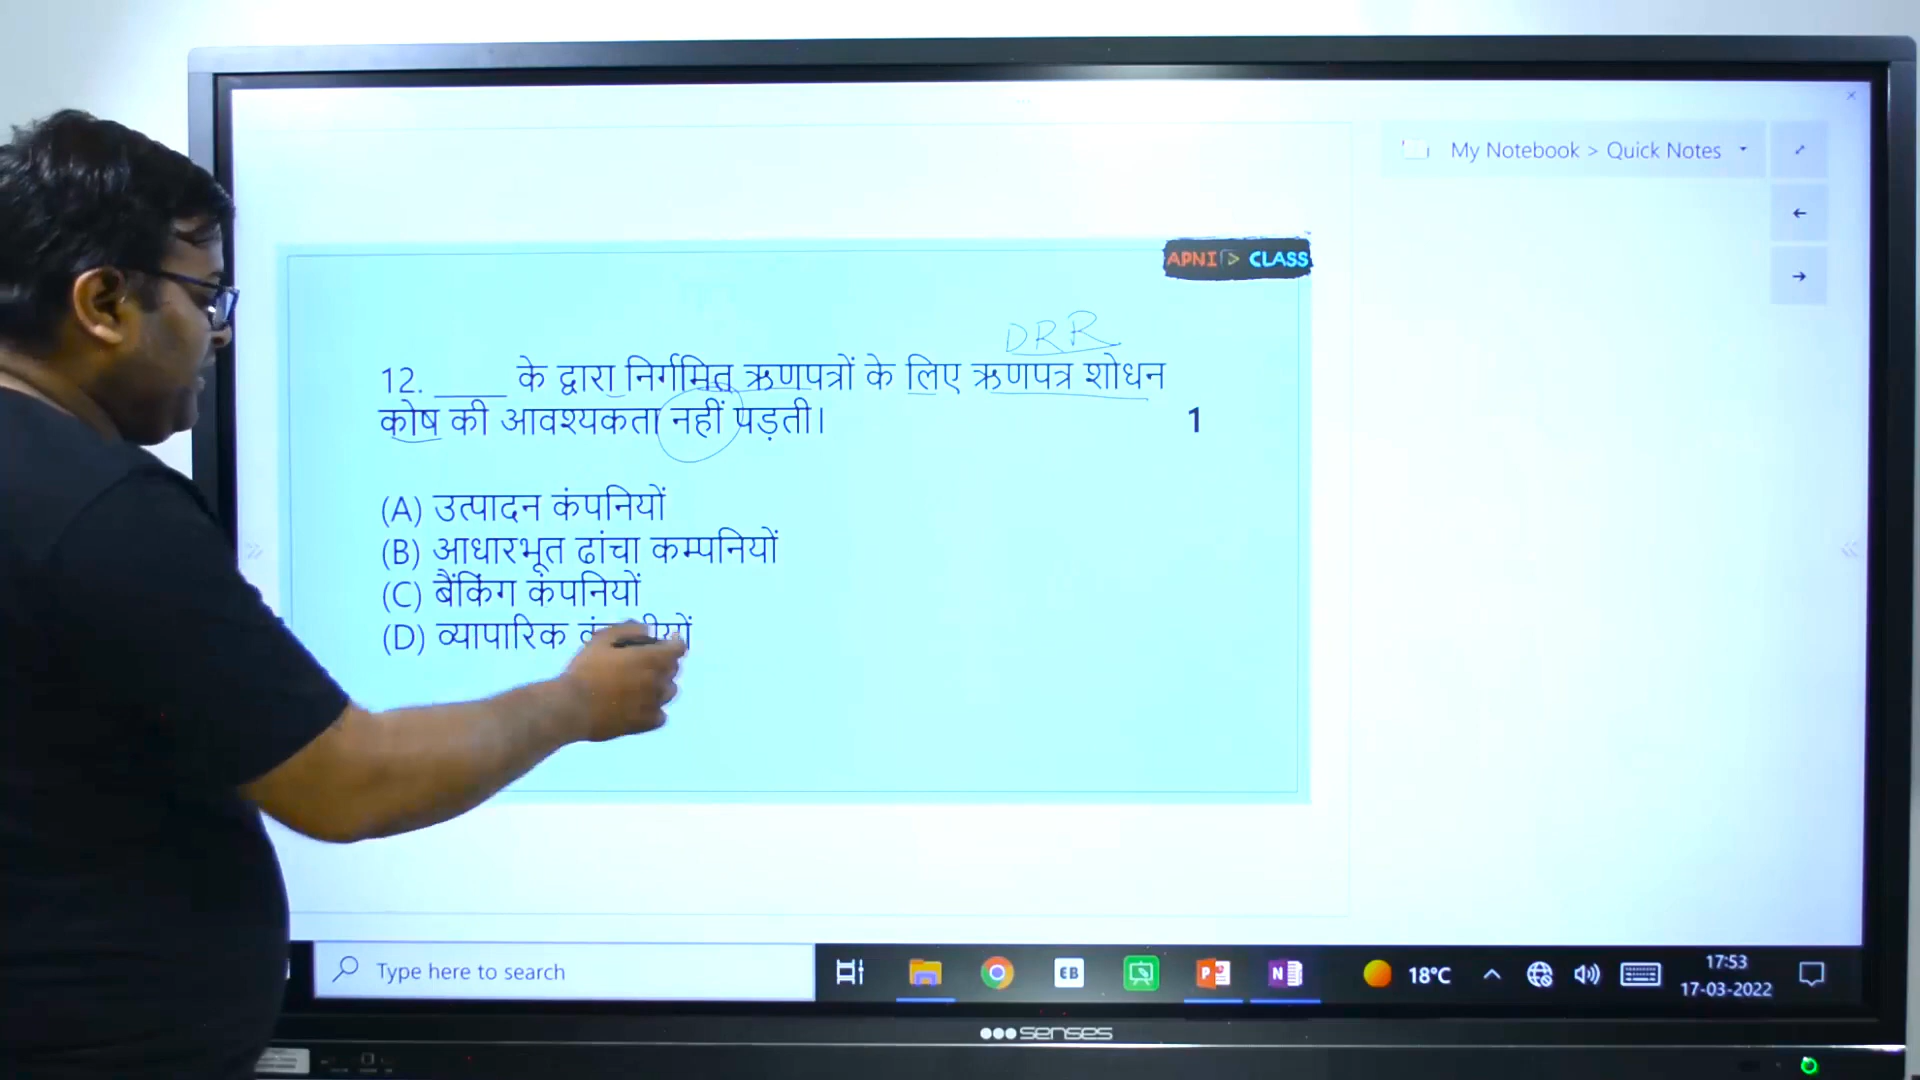 My Notebook > Quick Notes
APNI CLASS
DRR
12. ____ के द्वारा निर्गमित ऋणपत्रों के लिए ऋणपत्र शोधन
कोष की आवश्यकता नहीं पड़ती। 1
(A) उत्पादन कंपनियों
(B) आधारभूत ढांचा कम्पनियों
(C) बैंकिंग कंपनियों
(D) व्यापारिक
Type here to search
EB
18°C
17:53
17-03-2022
senses